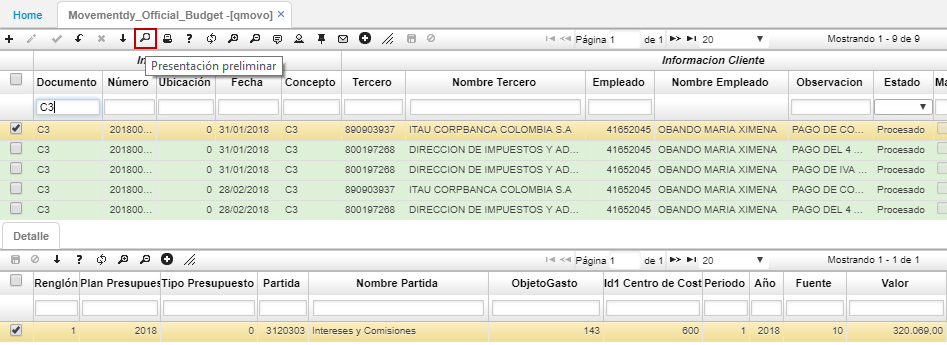 Home Movementdy_Official_Budget -[qmovo] ×
Página 1 de 1 20 Mostrando 1 - 9 de 9
Presentación preliminar
Informacion Cliente
Documento Número Ubicación Fecha Concepto Tercero Nombre Tercero Empleado Nombre Empleado Observacion Estado
C3
C3 201800... 0 31/01/2018 C3 890903937 ITAU CORPBANCA COLOMBIA S.A 41652045 OBANDO MARIA XIMENA PAGO DE CO... Procesado
C3 201800... 0 31/01/2018 C3 800197268 DIRECCION DE IMPUESTOS Y AD... 41652045 OBANDO MARIA XIMENA PAGO DEL 4 ... Procesado
C3 201800... 0 31/01/2018 C3 800197268 DIRECCION DE IMPUESTOS Y AD... 41652045 OBANDO MARIA XIMENA PAGO DE IVA ... Procesado
C3 201800... 0 28/02/2018 C3 890903937 ITAU CORPBANCA COLOMBIA S.A 41652045 OBANDO MARIA XIMENA PAGO DE CO... Procesado
C3 201800... 0 28/02/2018 C3 800197268 DIRECCION DE IMPUESTOS Y AD... 41652045 OBANDO MARIA XIMENA PAGO DEL 4 ... Procesado
Detalle
Página 1 de 1 20 Mostrando 1 - 1 de 1
Renglón Plan Presupues Tipo Presupuesto Partida Nombre Partida ObjetoGasto Id1 Centro de Cost Periodo Año Fuente Valor
1 2018 0 3120303 Intereses y Comisiones 143 600 1 2018 10 320.069,00